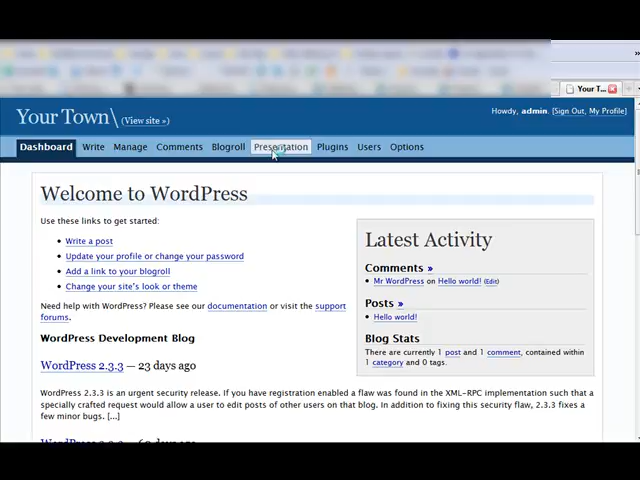 Your T...
Your Town\ (View site »)
Howdy, admin. [Sign Out, My Profile]
Dashboard Write Manage Comments Blogroll Presentation Plugins Users Options
Welcome to WordPress
Use these links to get started:
• Write a post
• Update your profile or change your password
• Add a link to your blogroll
• Change your site's look or theme
Need help with WordPress? Please see our documentation or visit the support
forums.
WordPress Development Blog
WordPress 2.3.3 — 23 days ago
Latest Activity
Comments »
• Mr WordPress on Hello world! (Edit)
Posts »
• Hello world!
Blog Stats
There are currently 1 post and 1 comment, contained within
1 category and 0 tags.
WordPress 2.3.3 is an urgent security release. If you have registration enabled a flaw was found in the XML-RPC implementation such that a
specially crafted request would allow a user to edit posts of other users on that blog. In addition to fixing this security flaw, 2.3.3 fixes a
few minor bugs. [...]